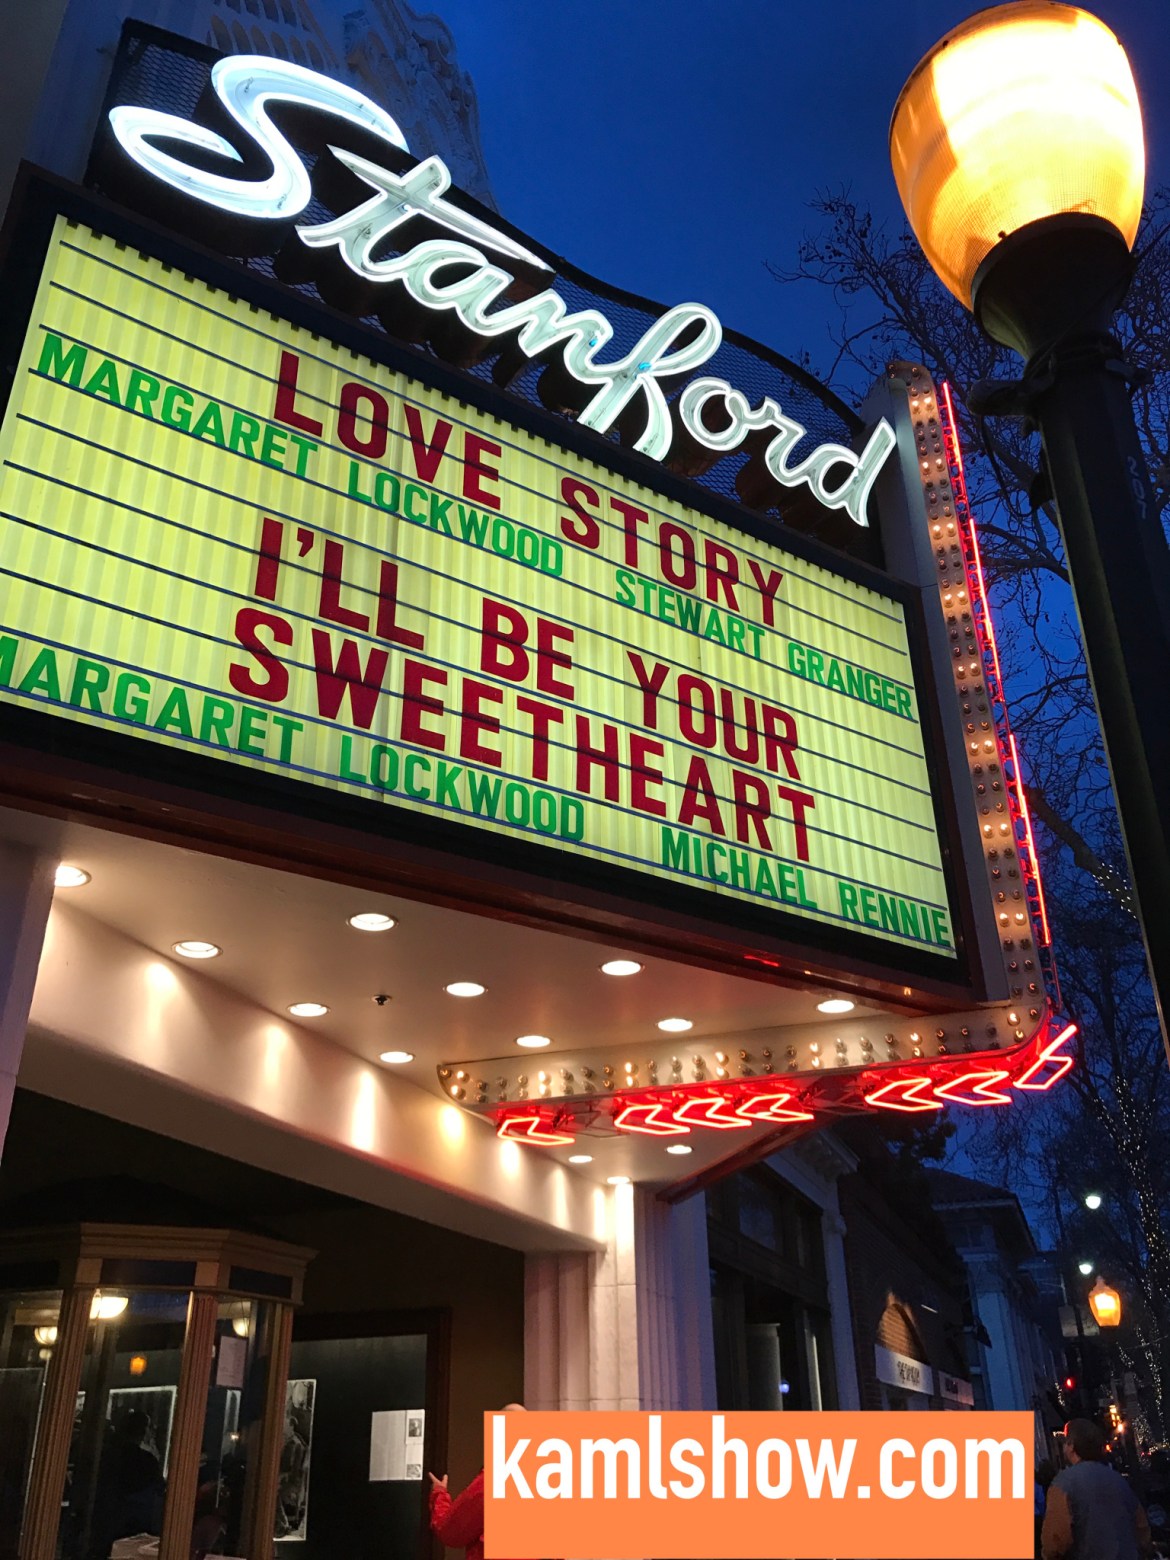 Stanford
LOVE STORY
MARGARET LOCKWOOD STEWART GRANGER
I'LL BE YOUR
SWEETHEART
MARGARET LOCKWOOD MICHAEL RENNIE
kamlshow.com